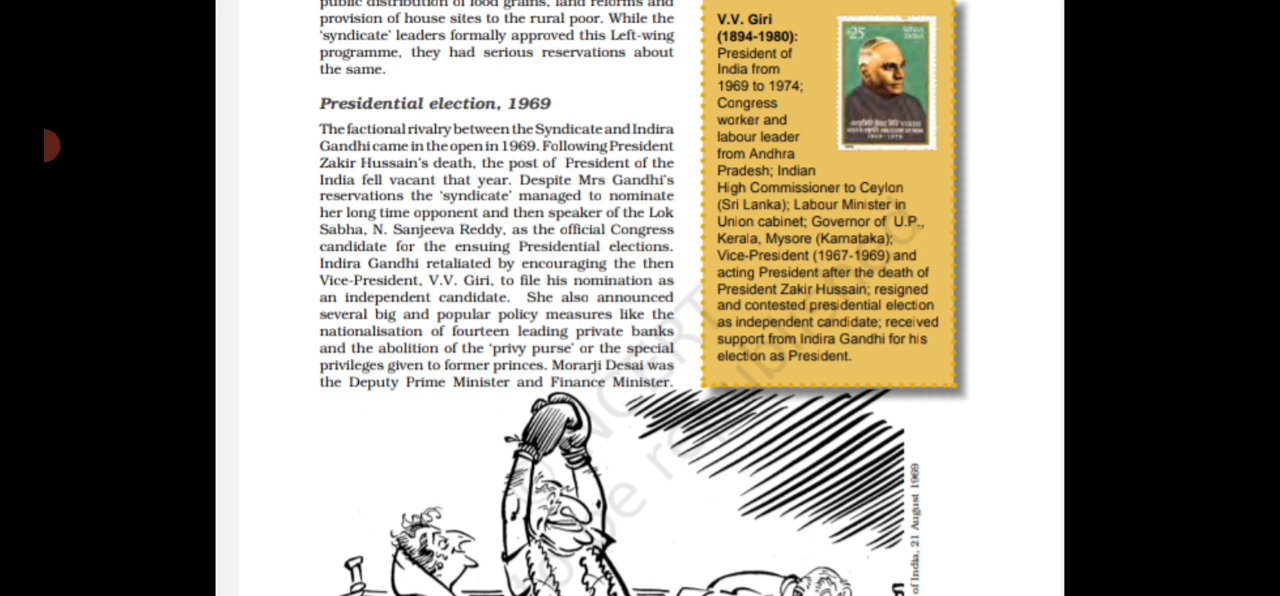 public distribution of food grains, land reforms and
provision of house sites to the rural poor. While the
‘syndicate’ leaders formally approved this Left-wing
programme, they had serious reservations about
the same.
Presidential election, 1969
The factional rivalry between the Syndicate and Indira
Gandhi came in the open in 1969. Following President
Zakir Hussain’s death, the post of President of the
India fell vacant that year. Despite Mrs Gandhi’s
reservations the ‘syndicate’ managed to nominate
her long time opponent and then speaker of the Lok
Sabha, N. Sanjeeva Reddy, as the official Congress
candidate for the ensuing Presidential elections.
Indira Gandhi retaliated by encouraging the then
Vice-President, V.V. Giri, to file his nomination as
an independent candidate. She also announced
several big and popular policy measures like the
nationalisation of fourteen leading private banks
and the abolition of the ‘privy purse’ or the special
privileges given to former princes. Morarji Desai was
the Deputy Prime Minister and Finance Minister.
V.V. Giri
(1894-1980):
President of
India from
1969 to 1974;
Congress
worker and
labour leader
from Andhra
Pradesh; Indian
High Commissioner to Ceylon
(Sri Lanka); Labour Minister in
Union cabinet; Governor of U.P.,
Kerala, Mysore (Karnataka);
Vice-President (1967-1969) and
acting President after the death of
President Zakir Hussain; resigned
and contested presidential election
as independent candidate; received
support from Indira Gandhi for his
election as President.
25
of India, 21 August 1969
NCERT
be republished